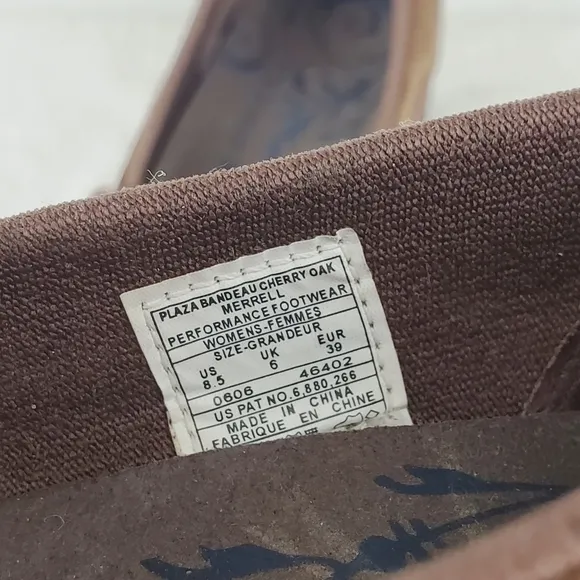 PLAZA BANDEAU CHERRY OAK
MERRELL
PERFORMANCE FOOTWEAR
WOMENS-FEMMES
SIZE-GRANDEUR
US UK EUR
8.5 6 39
0606 46402
US PAT NO.6,880,266
MADE IN CHINA
FABRIQUE EN CHINE